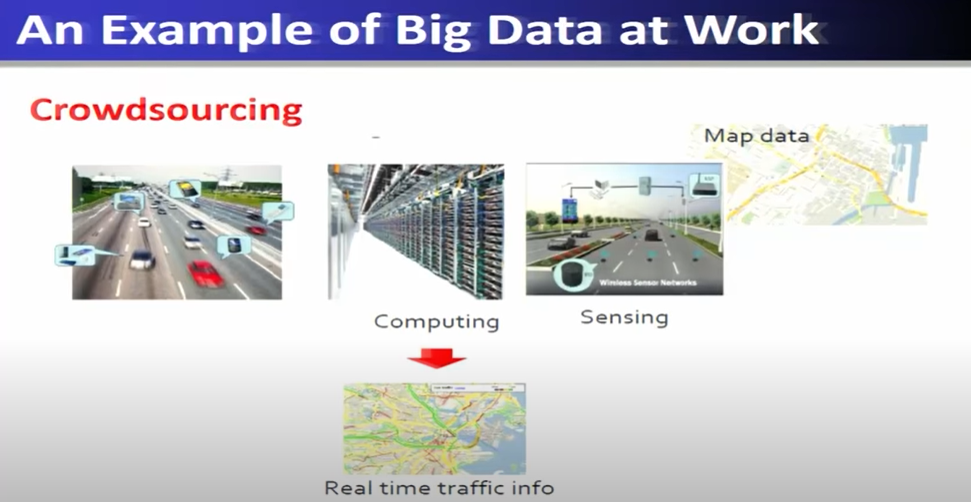 An Example of Big Data at Work
Crowdsourcing
Map data
Wireless Sensor Networks
Computing
Sensing
Real time traffic info